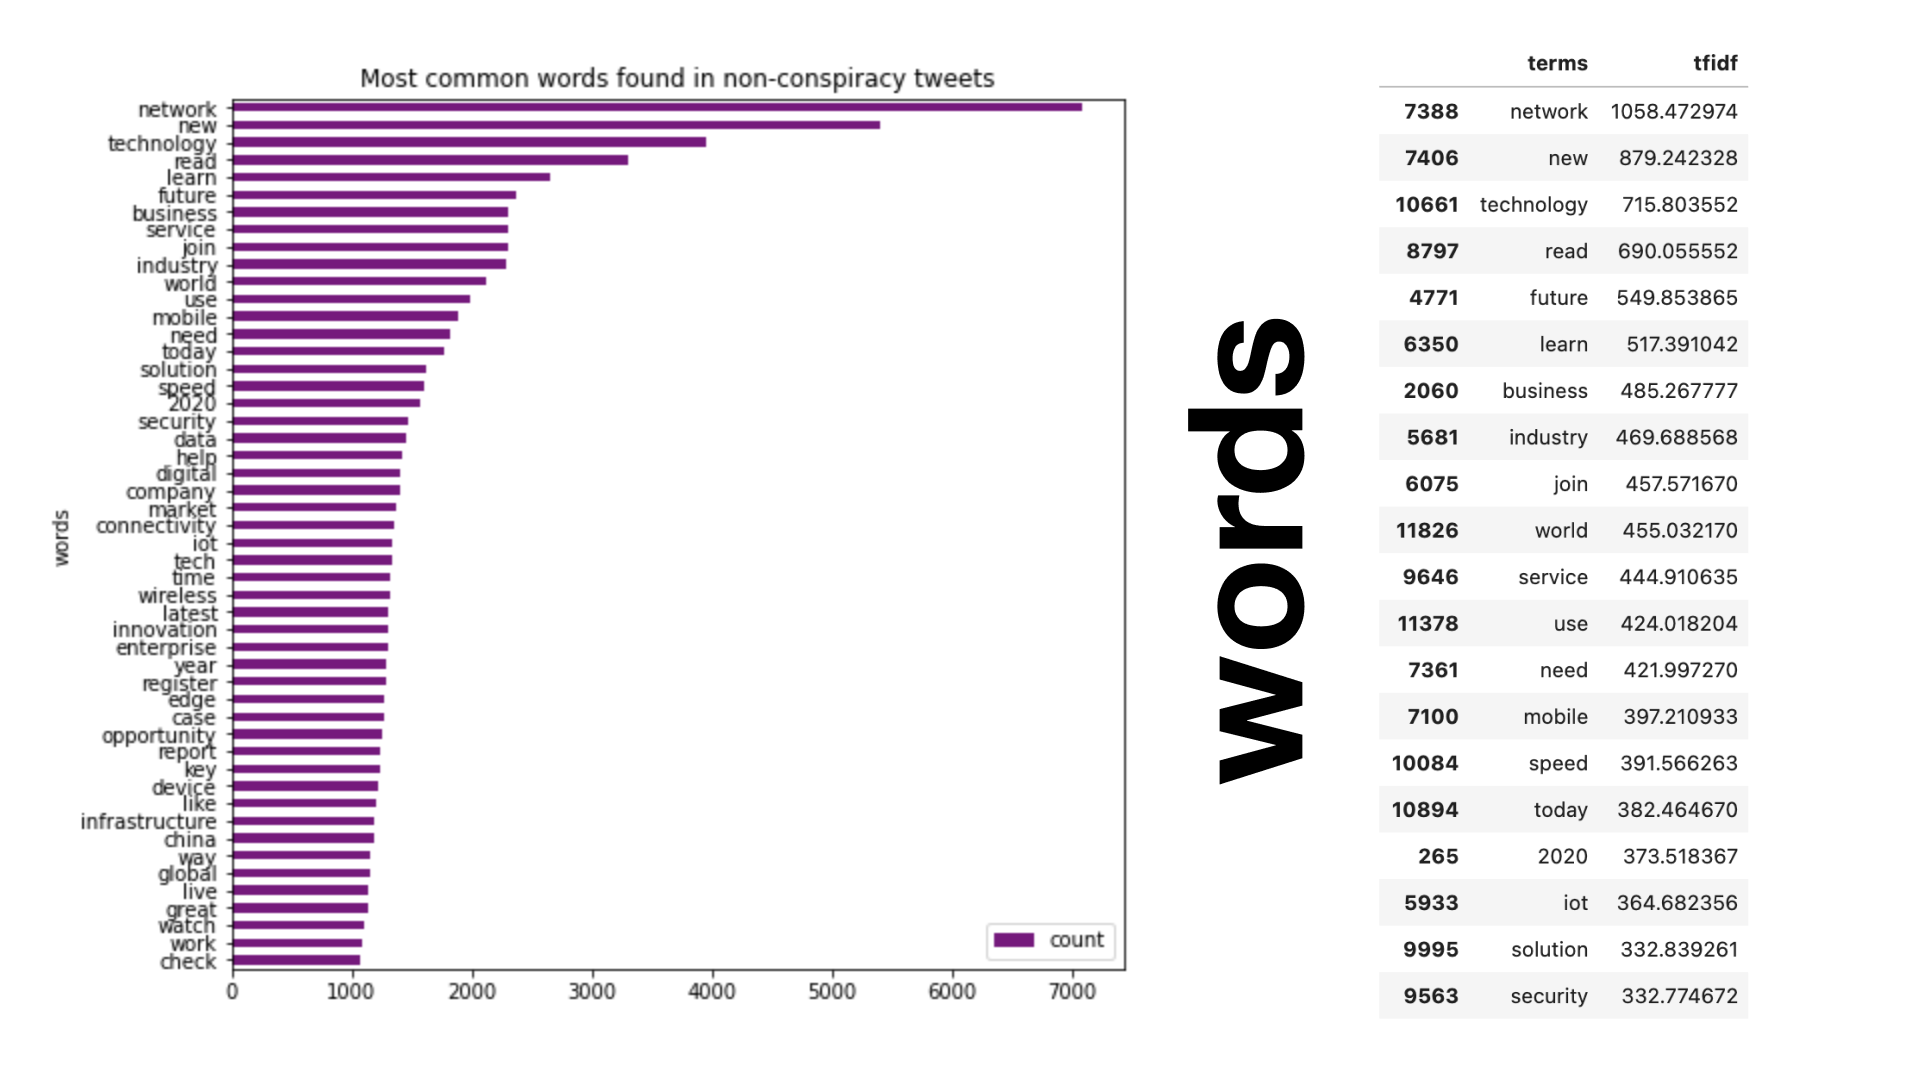 Most common words found in non-conspiracy tweets
network
new
technology
read
learn
future
business
service
join
industry
world
use
mobile
need
today
solution
speed
2020
security
data
help
digital
company
market
connectivity
iot
tech
time
wireless
latest
innovation
enterprise
year
register
edge
case
opportunity
report
key
device
like
infrastructure
china
way
global
live
great
watch
work
check
words
count
0 1000 2000 3000 4000 5000 6000 7000
words
terms tfidf
7388 network 1058.472974
7406 new 879.242328
10661 technology 715.803552
8797 read 690.055552
4771 future 549.853865
6350 learn 517.391042
2060 business 485.267777
5681 industry 469.688568
6075 join 457.571670
11826 world 455.032170
9646 service 444.910635
11378 use 424.018204
7361 need 421.997270
7100 mobile 397.210933
10084 speed 391.566263
10894 today 382.464670
265 2020 373.518367
5933 iot 364.682356
9995 solution 332.839261
9563 security 332.774672